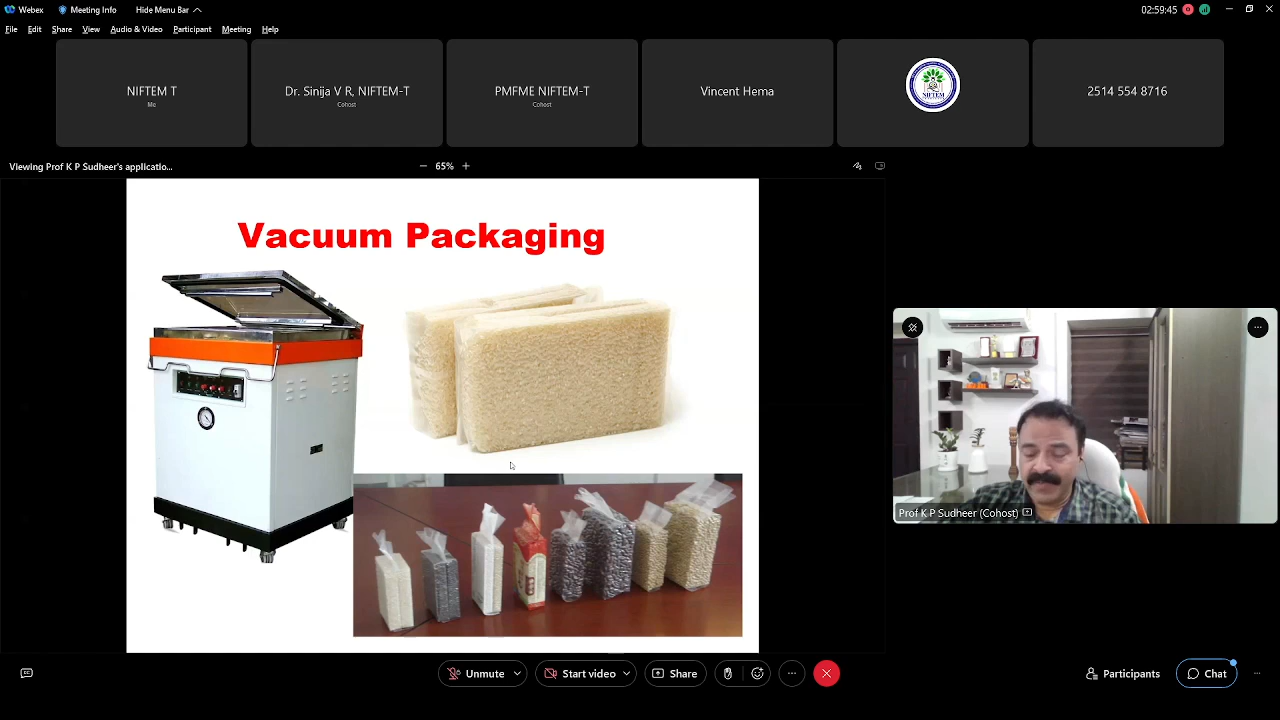 Webex
Meeting Info
Hide Menu Bar
02:59:45
File Edit Share View Audio & Video Participant Meeting Help
NIFTEM T
Me
Dr. Sinija V R, NIFTEM-T
Cohost
PMFME NIFTEM-T
Cohost
Vincent Hema
NIFTEM
2514 554 8716
Viewing Prof K P Sudheer's applicatio...
65%
Vacuum Packaging
Prof K P Sudheer (Cohost)
Unmute
Start video
Share
Participants
Chat